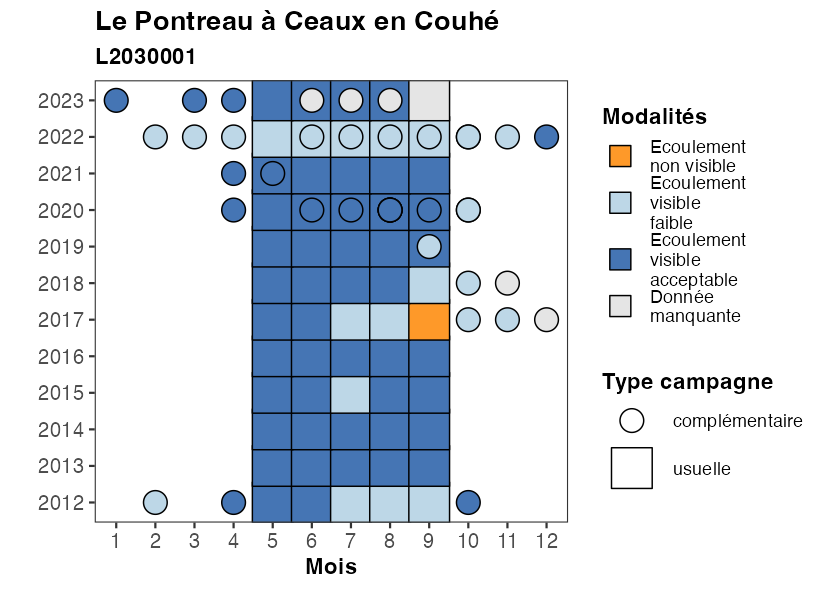 Le Pontreau à Ceaux en Couhé
L2030001
2023
2022
2021
2020
2019
2018
2017
2016
2015
2014
2013
2012
1 2 3 4 5 6 7 8 9 10 11 12
Mois
Modalités
Ecoulement
non visible
Ecoulement
visible
faible
Ecoulement
visible
acceptable
Donnée
manquante
Type campagne
complémentaire
usuelle